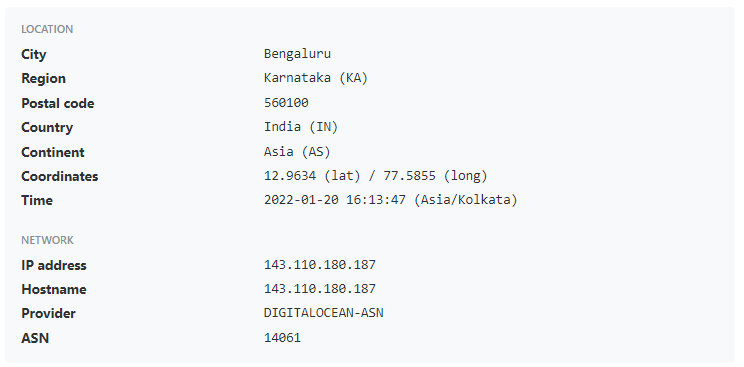 LOCATION
City Bengaluru
Region Karnataka (KA)
Postal code 560100
Country India (IN)
Continent Asia (AS)
Coordinates 12.9634 (lat) / 77.5855 (long)
Time 2022-01-20 16:13:47 (Asia/Kolkata)
NETWORK
IP address 143.110.180.187
Hostname 143.110.180.187
Provider DIGITALOCEAN-ASN
ASN 14061